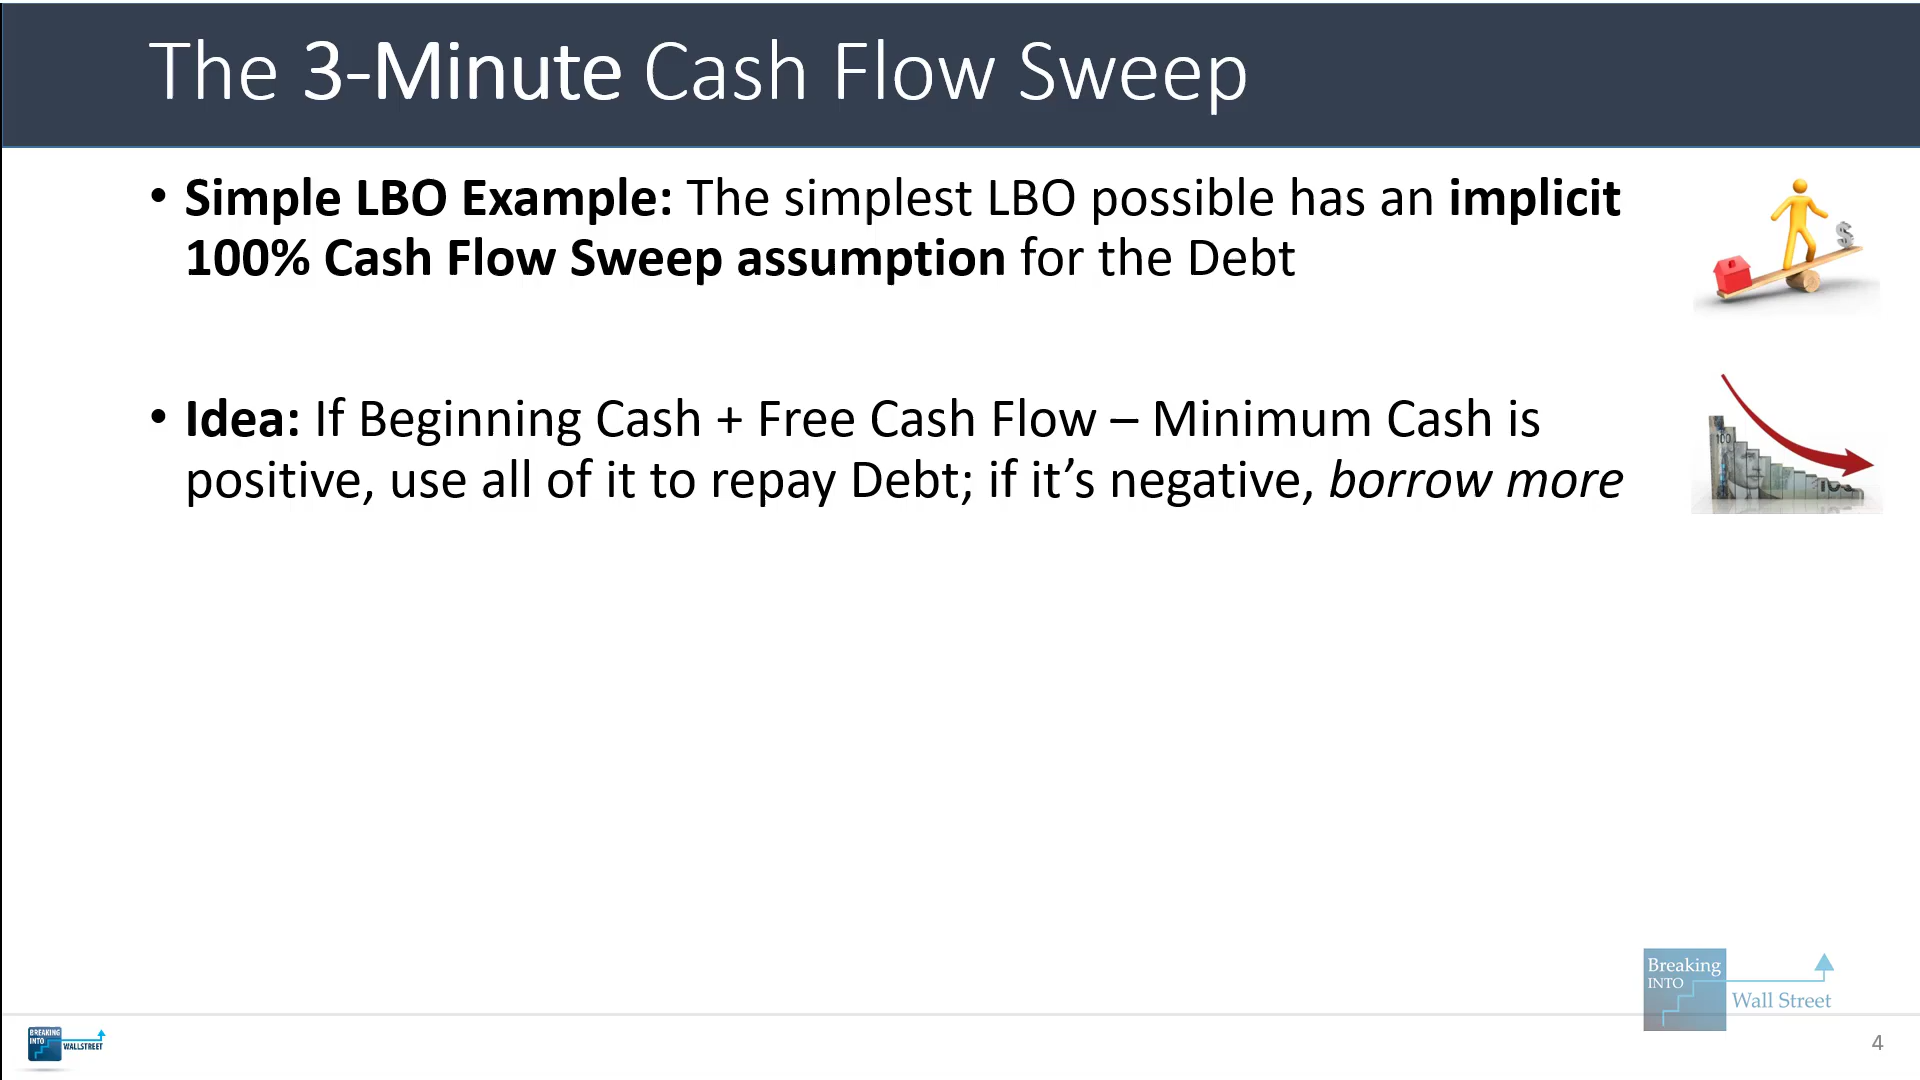 The 3-Minute Cash Flow Sweep
• Simple LBO Example: The simplest LBO possible has an implicit
100% Cash Flow Sweep assumption for the Debt
• Idea: If Beginning Cash + Free Cash Flow – Minimum Cash is
positive, use all of it to repay Debt; if it’s negative, borrow more
$
100
Breaking
INTO
Wall Street
BREAKING
INTO
WALLSTREET
4